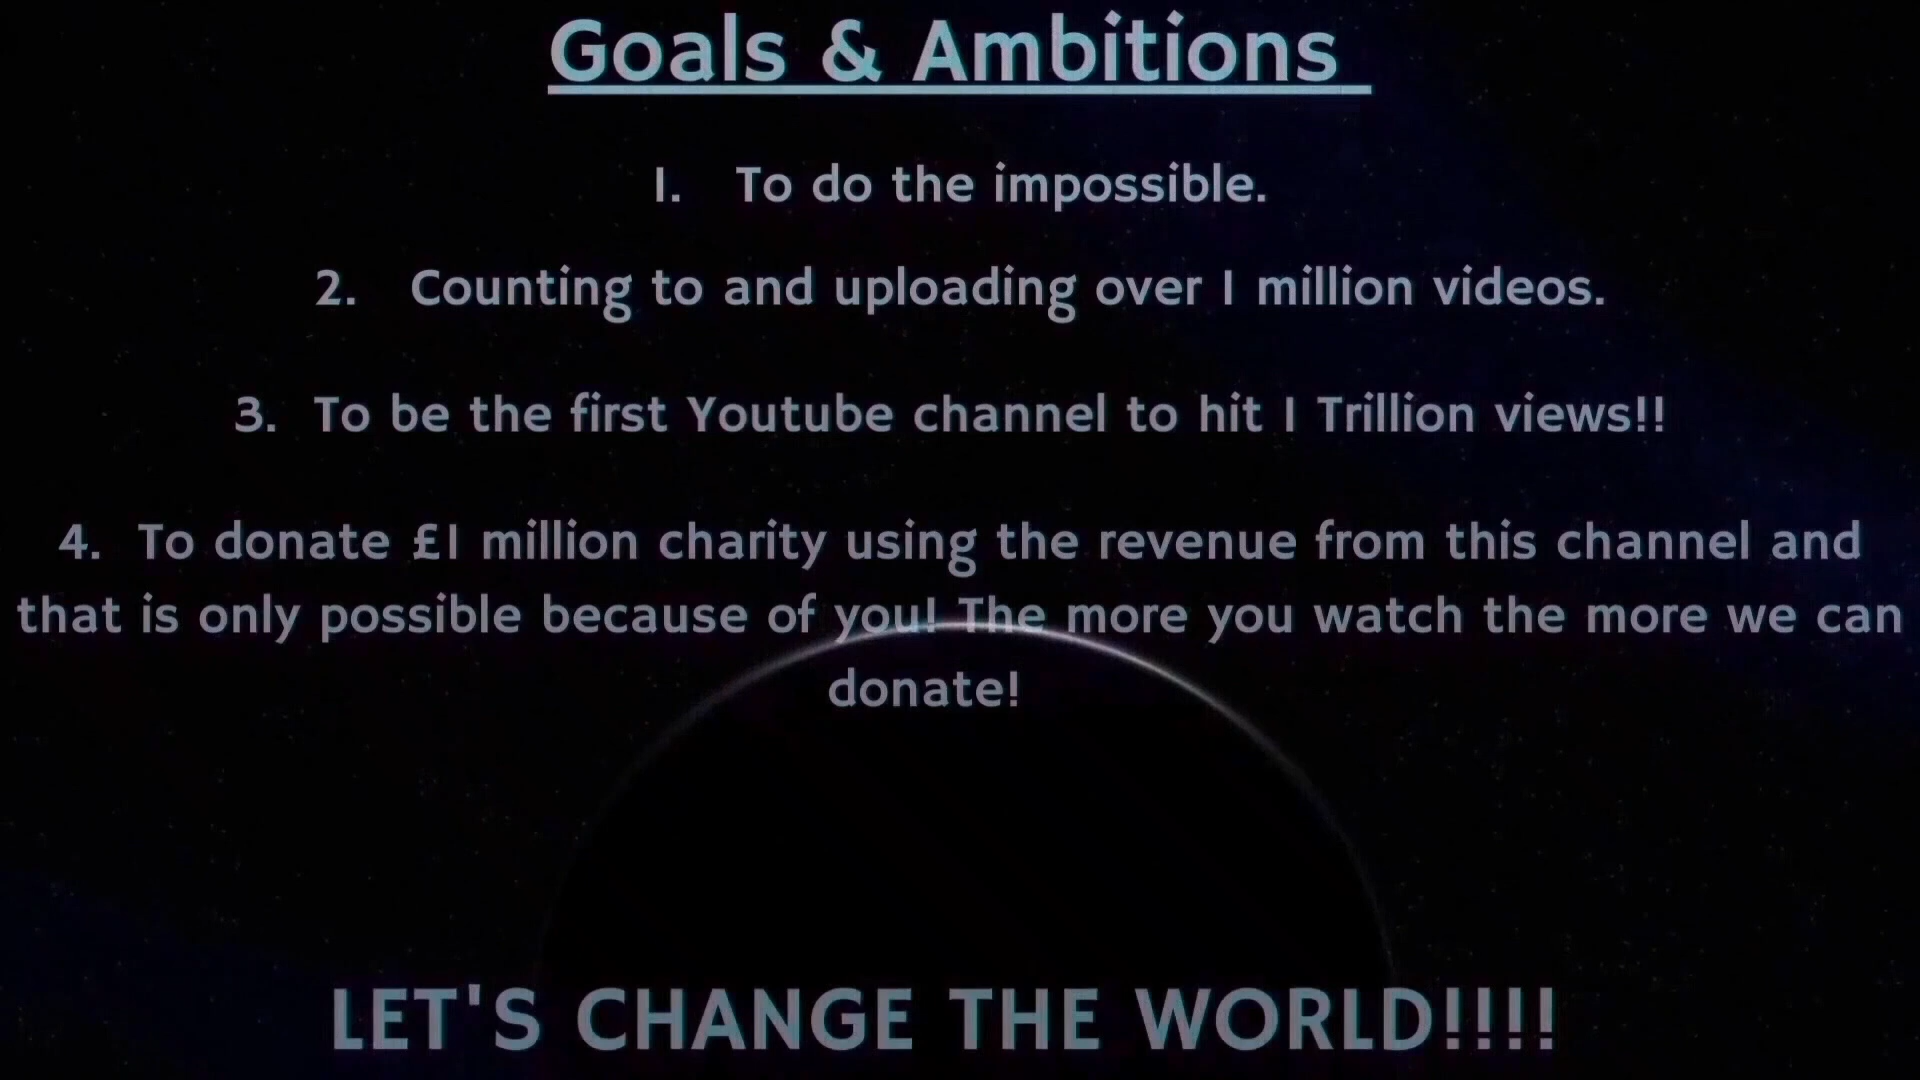 Goals & Ambitions
1. To do the impossible.
2. Counting to and uploading over 1 million videos.
3. To be the first Youtube channel to hit 1 Trillion views!!
4. To donate £1 million charity using the revenue from this channel and
that is only possible because of you! The more you watch the more we can
donate!
LET'S CHANGE THE WORLD!!!!